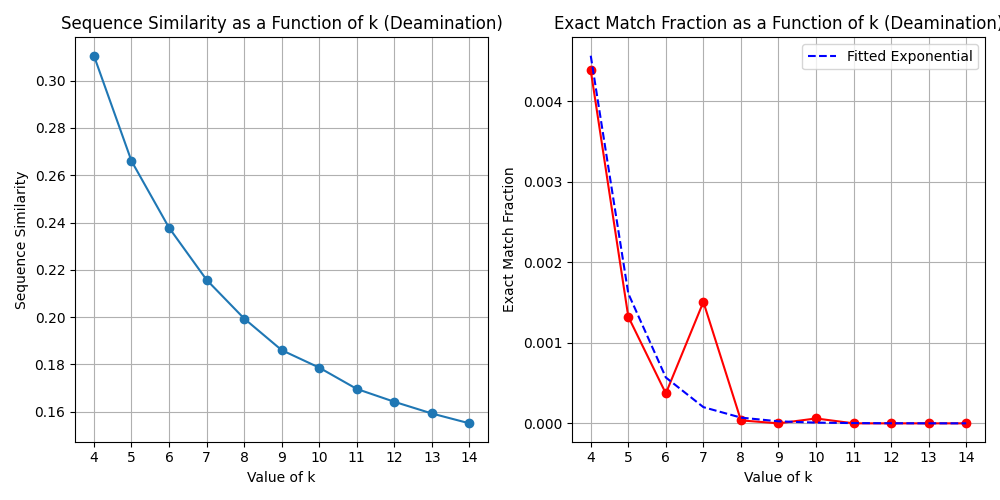 Sequence Similarity as a Function of k (Deamination)
Sequence Similarity
0.30
0.28
0.26
0.24
0.22
0.20
0.18
0.16
4 5 6 7 8 9 10 11 12 13 14
Value of k
Exact Match Fraction as a Function of k (Deamination)
Fitted Exponential
Exact Match Fraction
0.004
0.003
0.002
0.001
0.000
4 5 6 7 8 9 10 11 12 13 14
Value of k